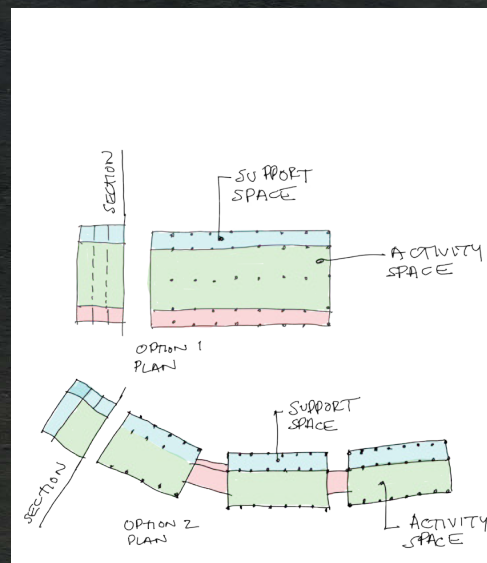 SECTION
SUPPORT
SPACE
ACTIVITY
SPACE
OPTION 1
PLAN
SUPPORT
SPACE
SECTION
OPTION 2
PLAN
ACTIVITY
SPACE